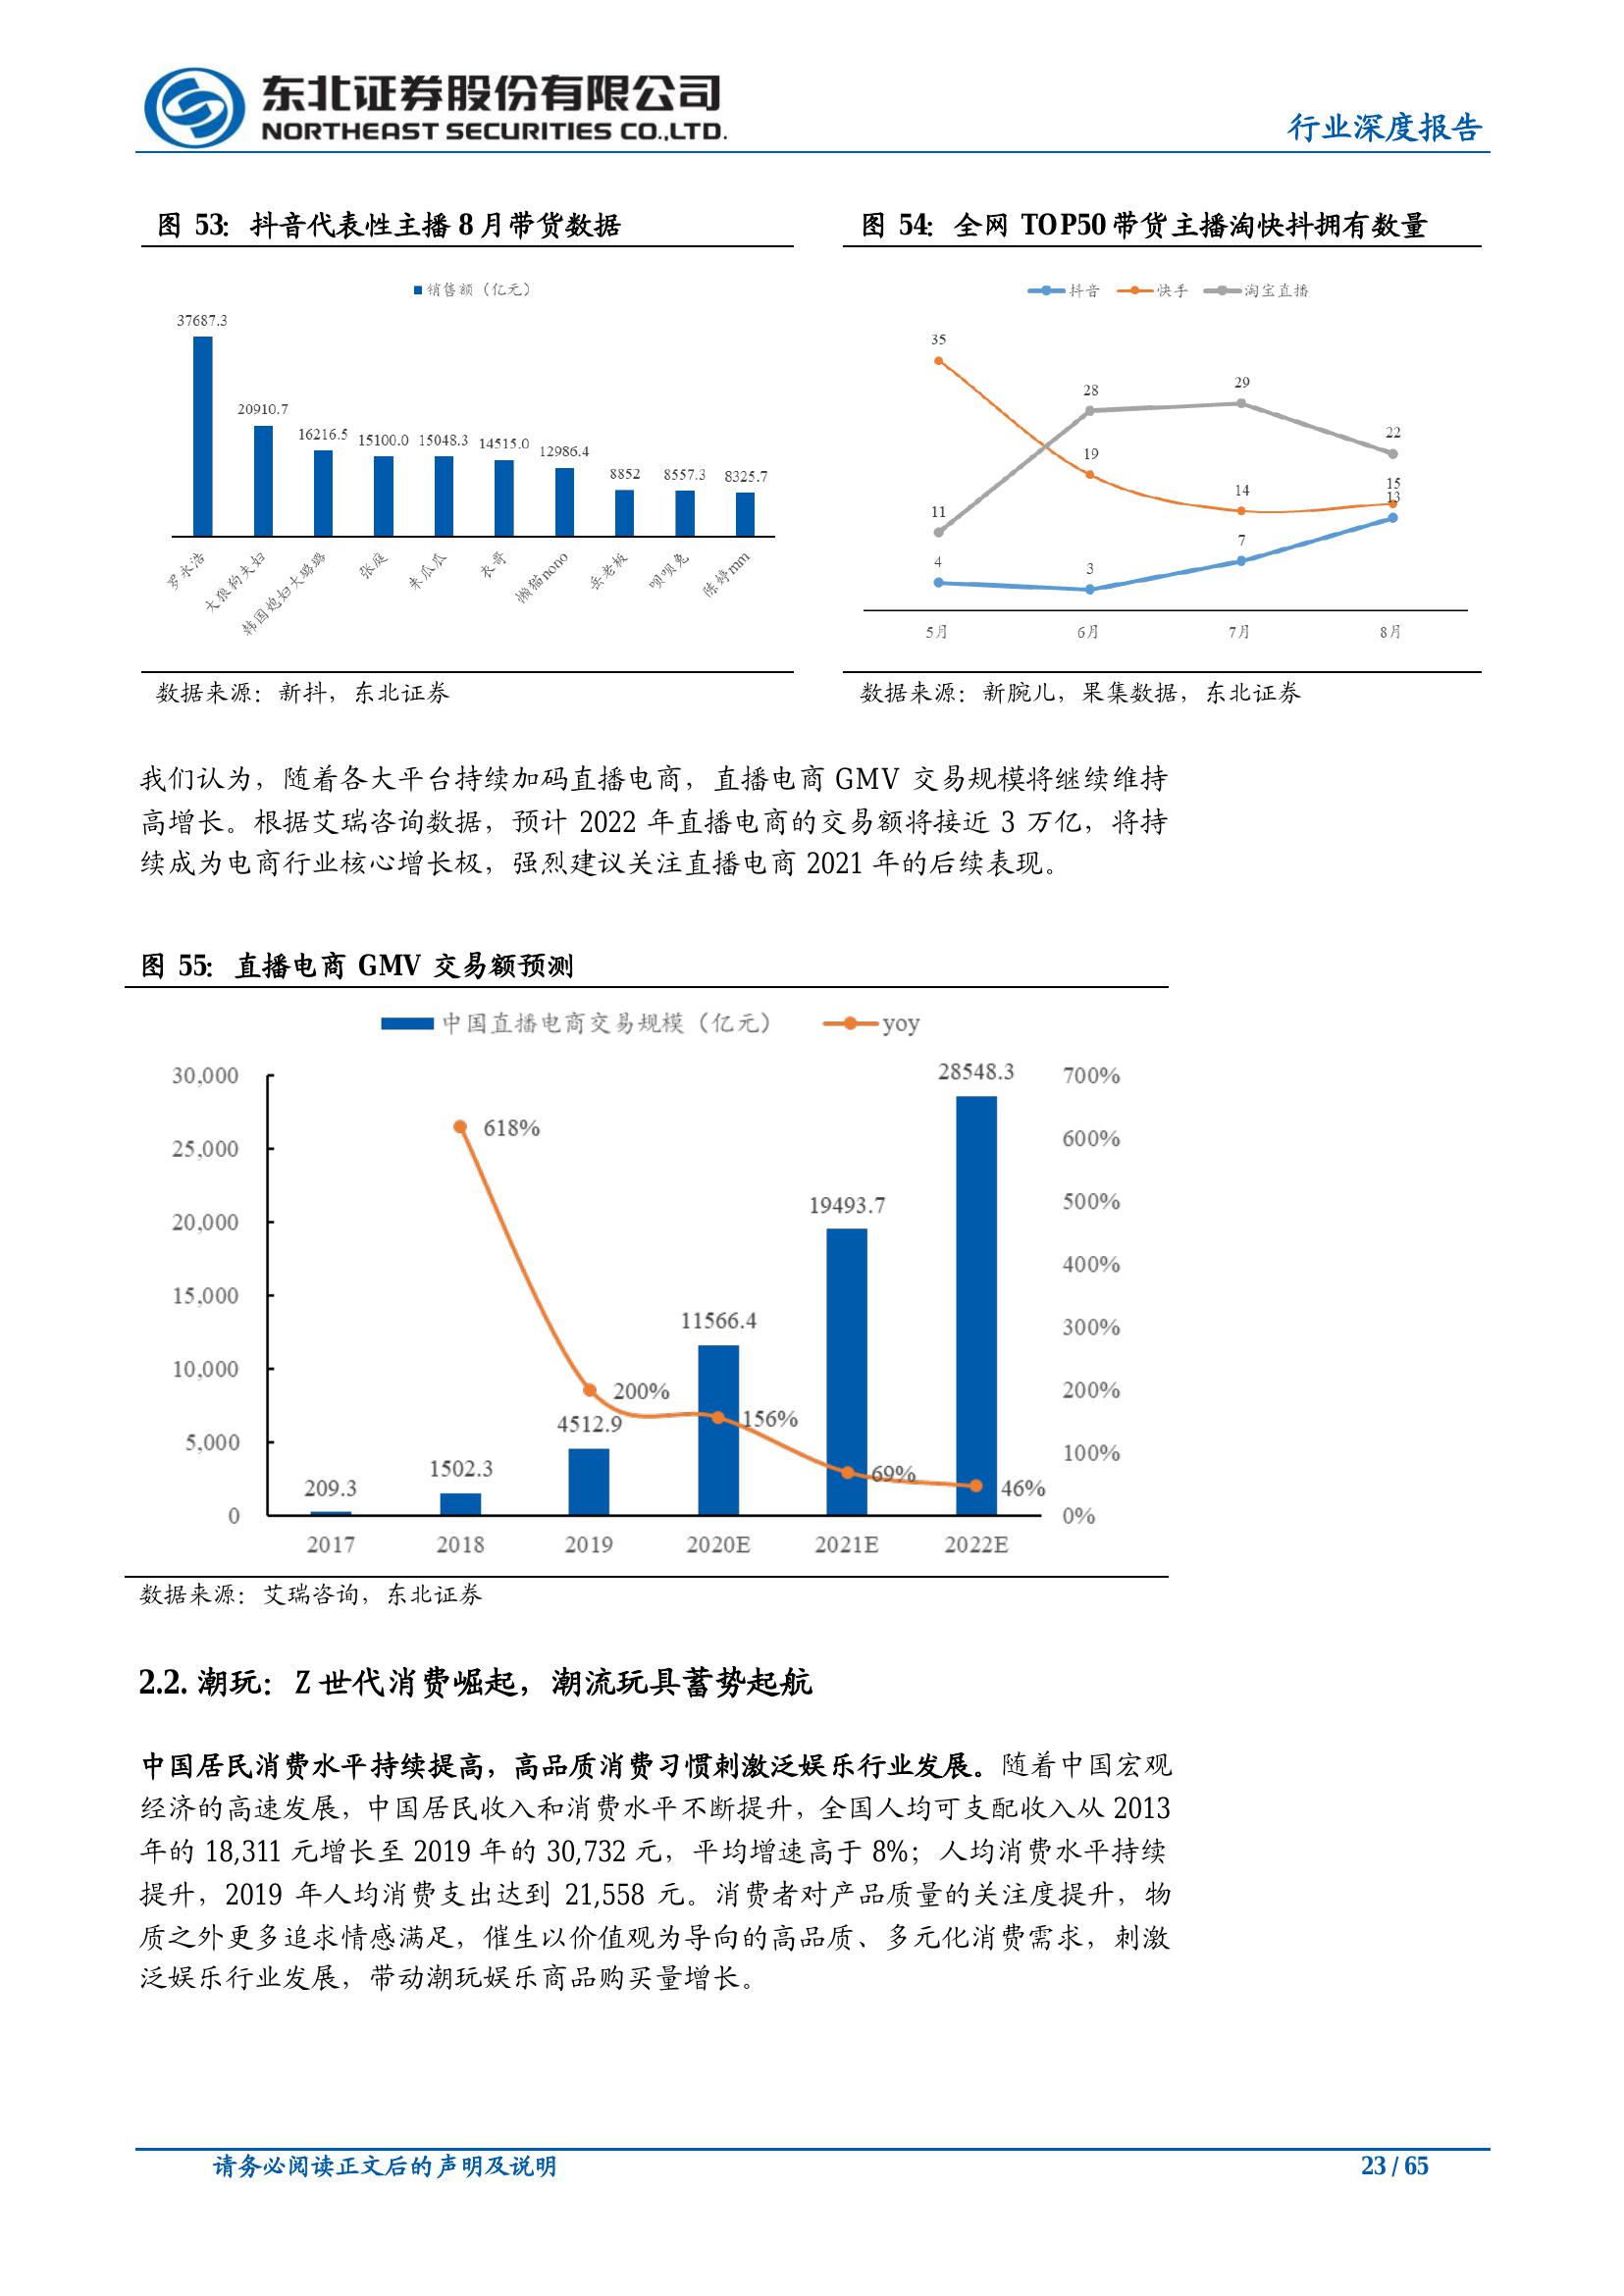 东北证券股份有限公司
NORTHEAST SECURITIES CO.,LTD.
行业深度报告
图 53：抖音代表性主播 8 月带货数据
销售额（亿元）
37687.3
20910.7
16216.5
15100.0
15048.3
14515.0
12986.4
8852
8557.3
8325.7
罗永浩
大狼狗夫妇
韩国媳妇大璐璐
张庭
朱瓜瓜
衣哥
懒猫nono
岳老板
呗呗兔
陈婷mm
数据来源：新抖，东北证券
图 54：全网 TOP50 带货主播淘快抖拥有数量
抖音 快手 淘宝直播
35
28
29
22
19
14
15
13
11
4
3
7
5月 6月 7月 8月
数据来源：新腕儿，果集数据，东北证券
我们认为，随着各大平台持续加码直播电商，直播电商 GMV 交易规模将继续维持
高增长。根据艾瑞咨询数据，预计 2022 年直播电商的交易额将接近 3 万亿，将持
续成为电商行业核心增长极，强烈建议关注直播电商 2021 年的后续表现。
图 55：直播电商 GMV 交易额预测
中国直播电商交易规模（亿元） yoy
30,000
25,000
20,000
15,000
10,000
5,000
0
209.3
1502.3
4512.9
11566.4
19493.7
28548.3
618%
200%
156%
69%
46%
700%
600%
500%
400%
300%
200%
100%
0%
2017 2018 2019 2020E 2021E 2022E
数据来源：艾瑞咨询，东北证券
2.2. 潮玩：Z 世代消费崛起，潮流玩具蓄势起航
中国居民消费水平持续提高，高品质消费习惯刺激泛娱乐行业发展。随着中国宏观
经济的高速发展，中国居民收入和消费水平不断提升，全国人均可支配收入从 2013
年的 18,311 元增长至 2019 年的 30,732 元，平均增速高于 8%；人均消费水平持续
提升，2019 年人均消费支出达到 21,558 元。消费者对产品质量的关注度提升，物
质之外更多追求情感满足，催生以价值观为导向的高品质、多元化消费需求，刺激
泛娱乐行业发展，带动潮玩娱乐商品购买量增长。
请务必阅读正文后的声明及说明
23 / 65